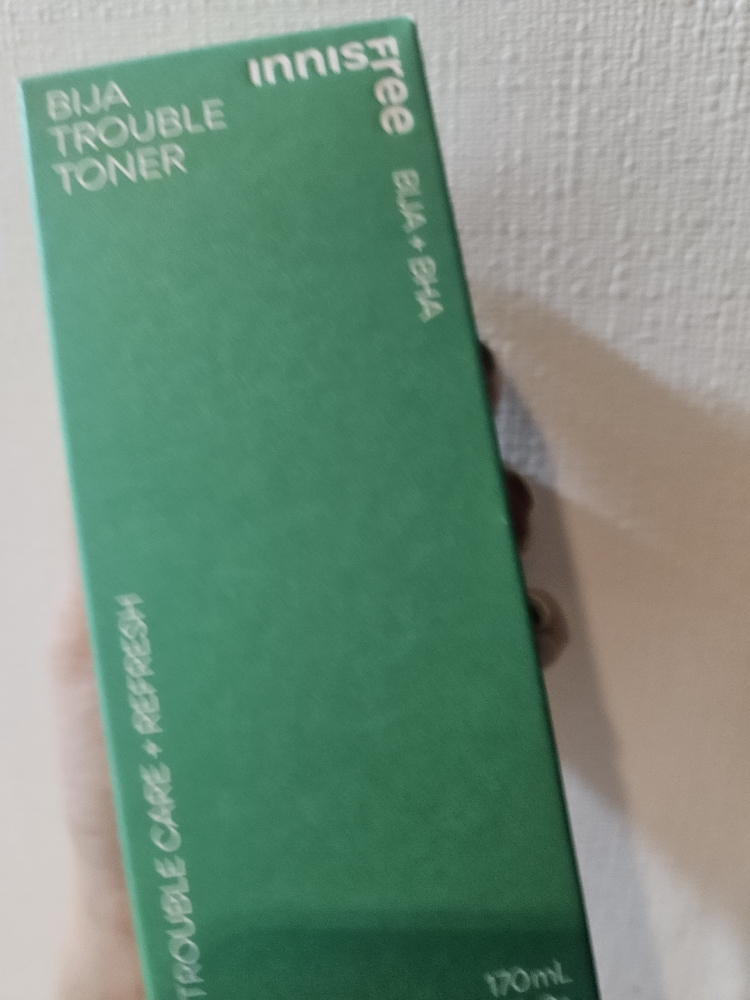 BIJA
TROUBLE
TONER
innisfree
BIJA + BHA
TROUBLE CARE + REFRESH
170mL